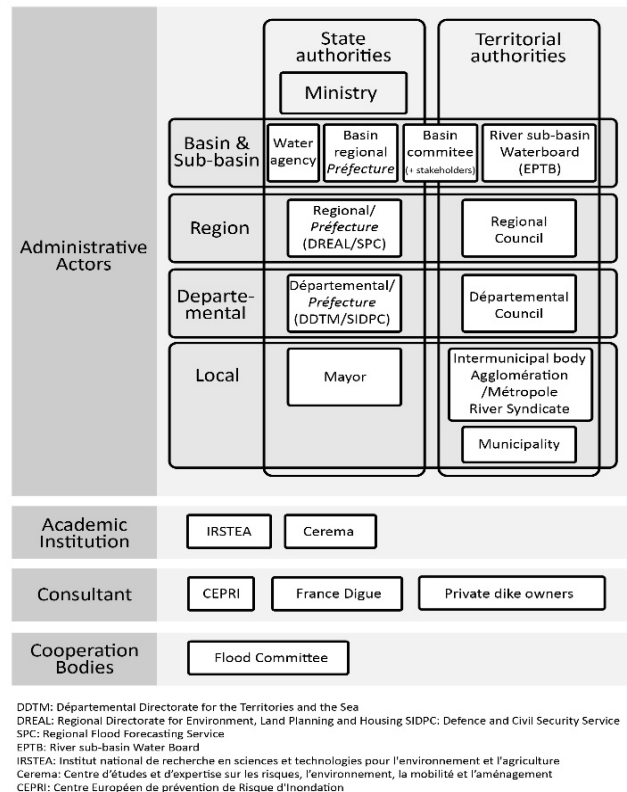 State
authorities
Territorial
authorities
Ministry
Administrative
Actors
Basin &
Sub-basin
Water
agency
Basin
regional
Préfecture
Basin
commitee
(+ stakeholders)
River sub-basin
Waterboard
(EPTB)
Region
Regional/
Préfecture
(DREAL/SPC)
Regional
Council
Departe-
mental
Départemental/
Préfecture
(DDTM/SIDPC)
Départemental
Council
Local
Mayor
Intermunicipal body
Agglomération
/Métropole
River Syndicate
Municipality
Academic
Institution
IRSTEA
Cerema
Consultant
CEPRI
France Digue
Private dike owners
Cooperation
Bodies
Flood Committee
DDTM: Départemental Directorate for the Territories and the Sea
DREAL: Regional Directorate for Environment, Land Planning and Housing SIDPC: Defence and Civil Security Service
SPC: Regional Flood Forecasting Service
EPTB: River sub-basin Water Board
IRSTEA: Institut national de recherche en sciences et technologies pour l'environnement et l'agriculture
Cerema: Centre d'études et d'expertise sur les risques, l'environnement, la mobilité et l'aménagement
CEPRI: Centre Européen de prévention de Risque d'Inondation